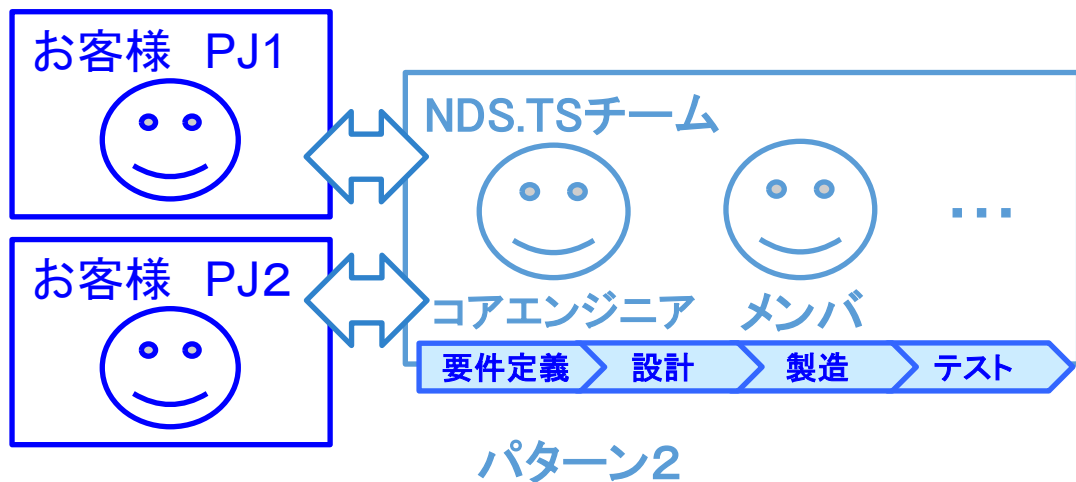 お客様　PJ1
NDS.TSチーム
…
お客様　PJ２
コアエンジニア
メンバ
要件定義
設計
製造
テスト
パターン２